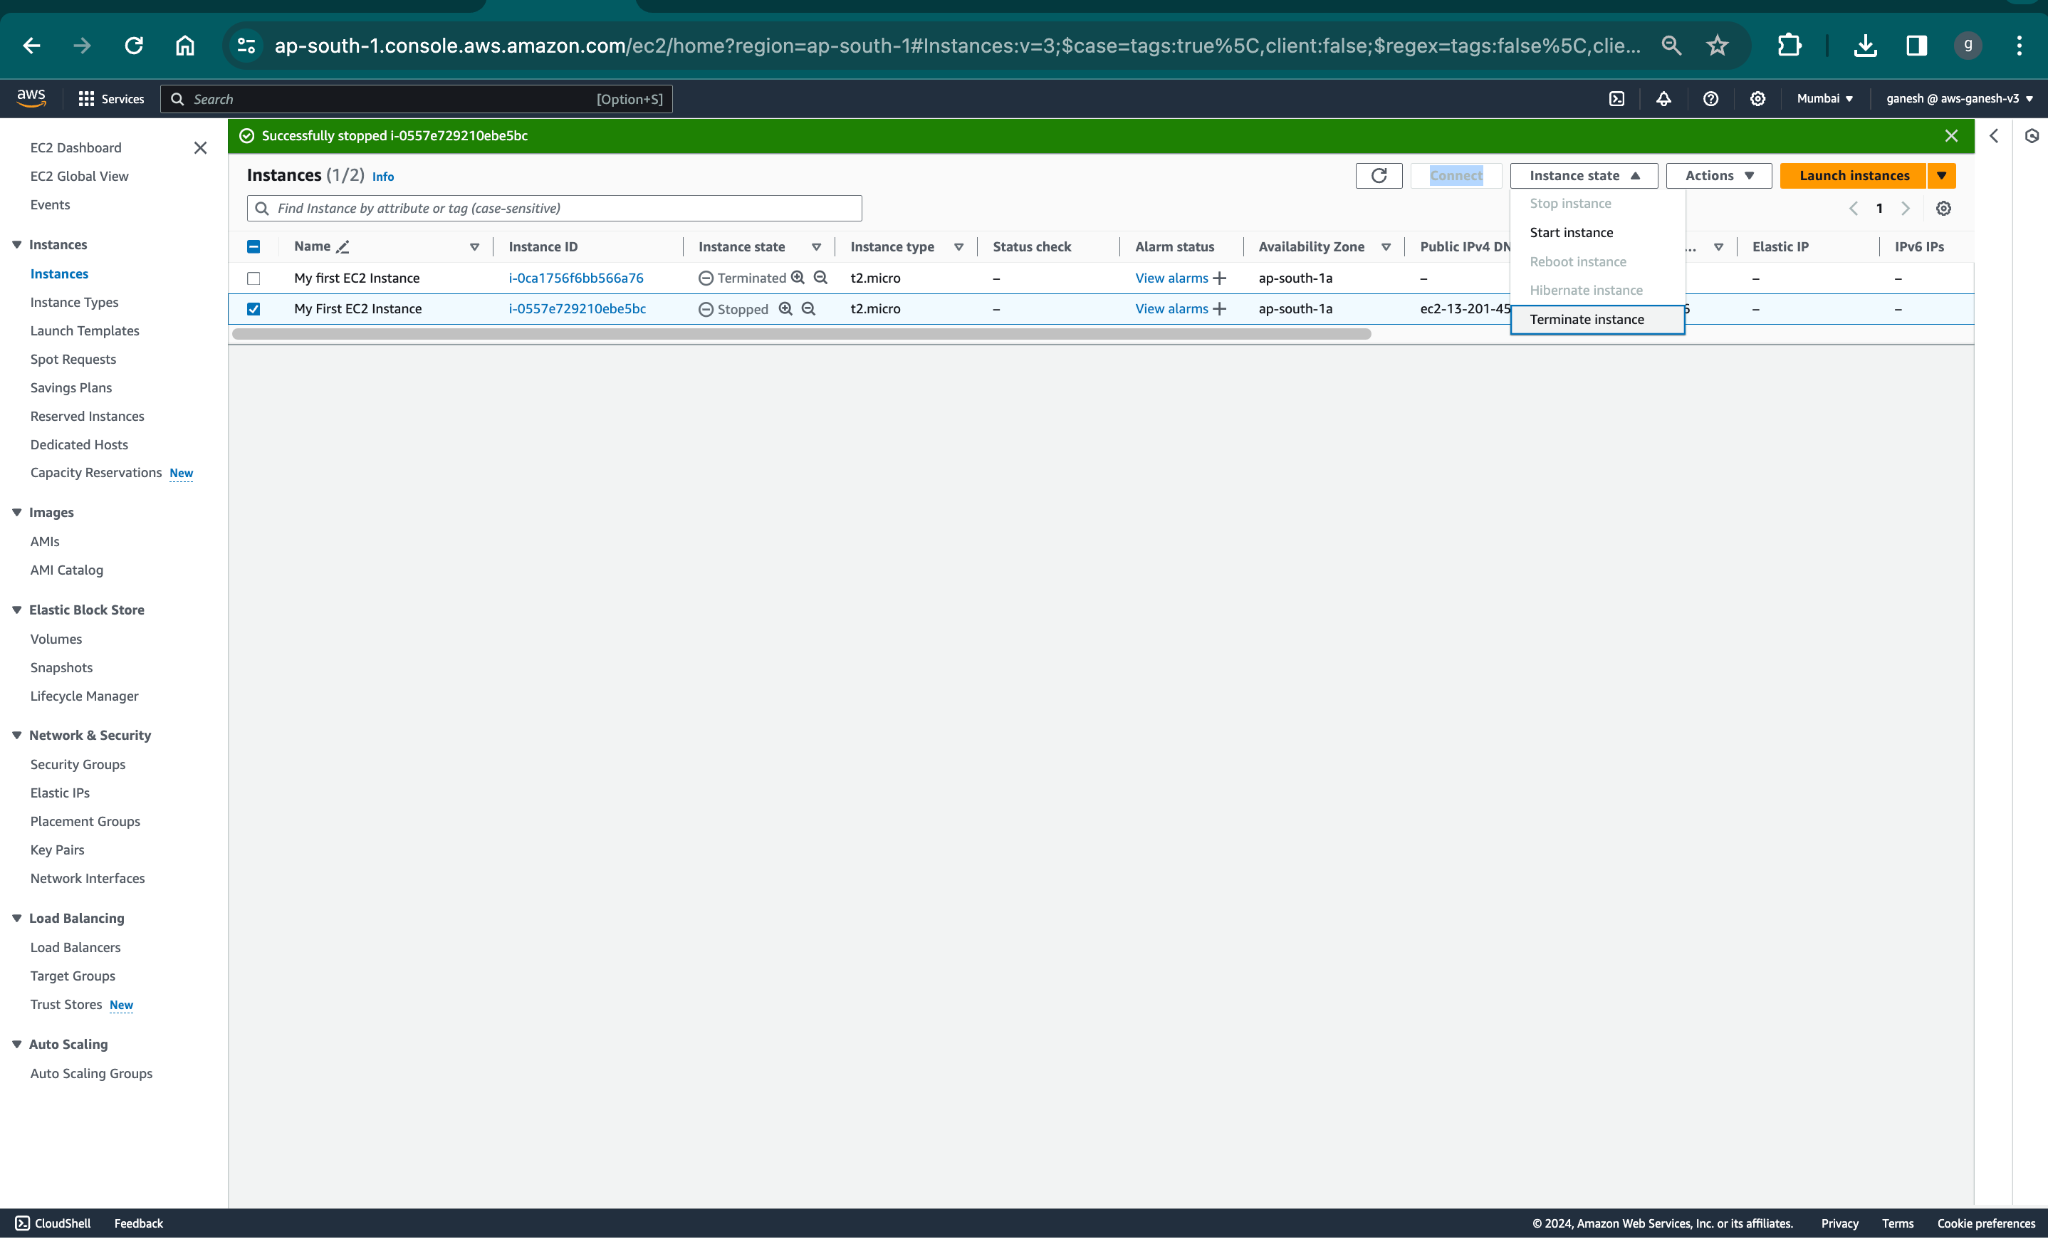 ap-south-1.console.aws.amazon.com/ec2/home?region=ap-south-1#Instances:v=3;$case=tags:true%5C,client:false;$regex=tags:false%5C,clie...
g
aws
Services
Search
[Option+S]
Mumbai
ganesh @ aws-ganesh-v3
EC2 Dashboard
EC2 Global View
Events
Instances
Instances
Instance Types
Launch Templates
Spot Requests
Savings Plans
Reserved Instances
Dedicated Hosts
Capacity Reservations New
Images
AMIs
AMI Catalog
Elastic Block Store
Volumes
Snapshots
Lifecycle Manager
Network & Security
Security Groups
Elastic IPs
Placement Groups
Key Pairs
Network Interfaces
Load Balancing
Load Balancers
Target Groups
Trust Stores New
Auto Scaling
Auto Scaling Groups
Successfully stopped i-0557e729210ebe5bc
Instances (1/2) Info
Connect
Instance state
Actions
Launch instances
Find Instance by attribute or tag (case-sensitive)
1
Stop instance
Start instance
Reboot instance
Hibernate instance
Terminate instance
Name Instance ID Instance state Instance type Status check Alarm status Availability Zone Public IPv4 DN ... Elastic IP IPv6 IPs
My first EC2 Instance i-0ca1756f6bb566a76 Terminated t2.micro – View alarms + ap-south-1a – – –
My First EC2 Instance i-0557e729210ebe5bc Stopped t2.micro – View alarms + ap-south-1a ec2-13-201-45 6 – –
CloudShell
Feedback
© 2024, Amazon Web Services, Inc. or its affiliates.
Privacy
Terms
Cookie preferences